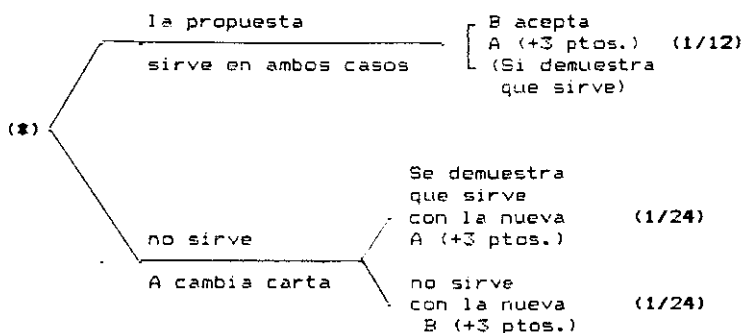 la propuesta
sirve en ambos casos
B acepta
A (+3 ptos.) (1/12)
(Si demuestra
que sirve)
(*)
Se demuestra
que sirve
con la nueva (1/24)
A (+3 ptos.)
no sirve
A cambia carta
no sirve
con la nueva (1/24)
B (+3 ptos.)